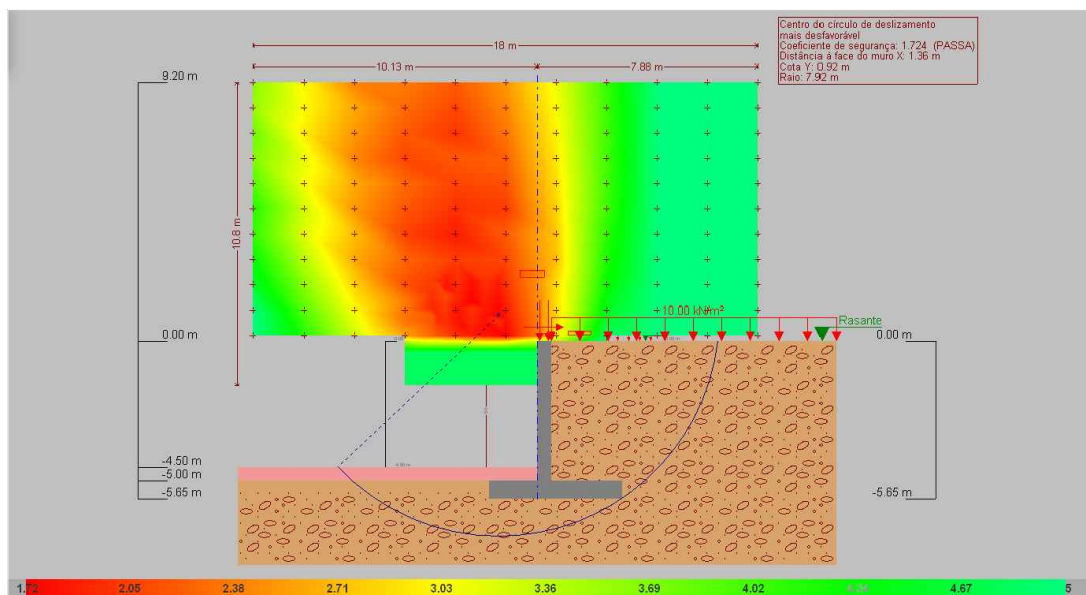 Centro do círculo de deslizamento
mais desfavorável
Coeficiente de segurança: 1.724 (PASSA)
Distância à face do muro X: 1.36 m
Cota Y: 0.92 m
Raio: 7.92 m
18 m
10.13 m
7.88 m
9.20 m
10.8 m
10.00 kN/m²
Rasante
0.00 m
0.00 m
-4.50 m
-5.00 m
-5.65 m
-5.65 m
1.72 2.05 2.38 2.71 3.03 3.36 3.69 4.02 4.67 5